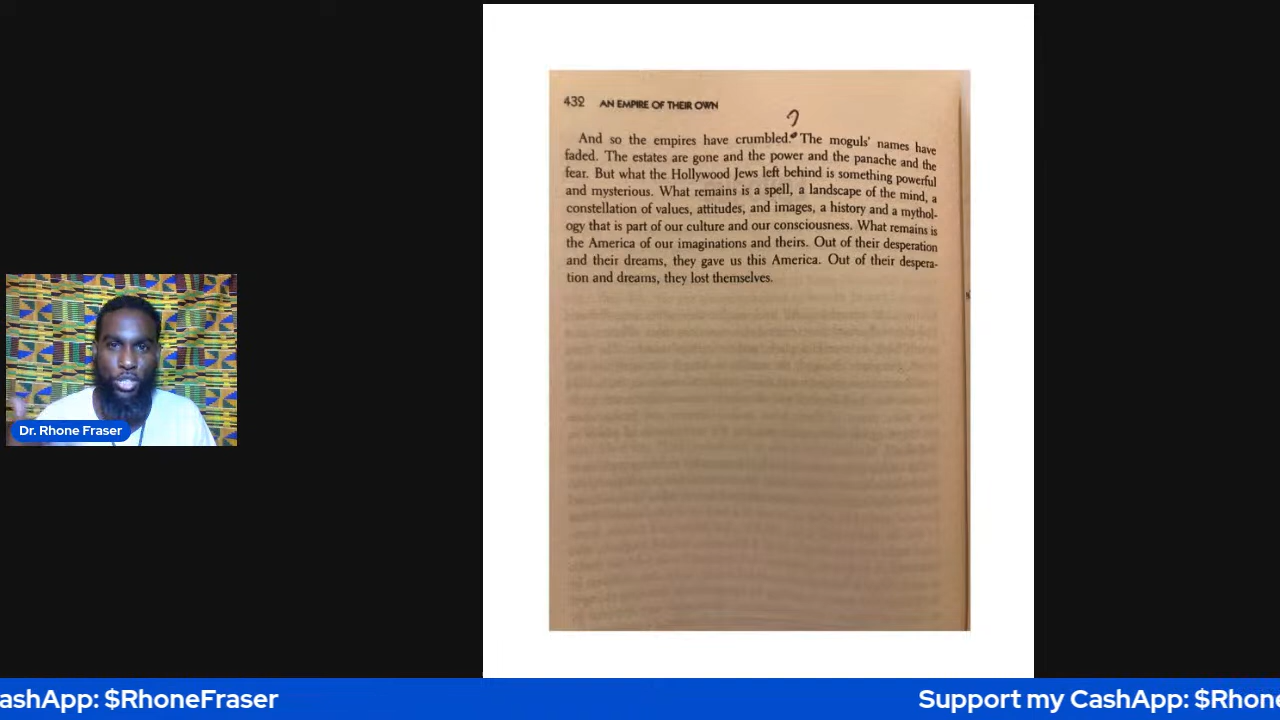 432 AN EMPIRE OF THEIR OWN
?
And so the empires have crumbled. The moguls' names have
faded. The estates are gone and the power and the panache and the
fear. But what the Hollywood Jews left behind is something powerful
and mysterious. What remains is a spell, a landscape of the mind, a
constellation of values, attitudes, and images, a history and a mythol-
ogy that is part of our culture and our consciousness. What remains is
the America of our imaginations and theirs. Out of their desperation
and their dreams, they gave us this America. Out of their despera-
tion and dreams, they lost themselves.
Dr. Rhone Fraser
ashApp: $RhoneFraser
Support my CashApp: $Rhone